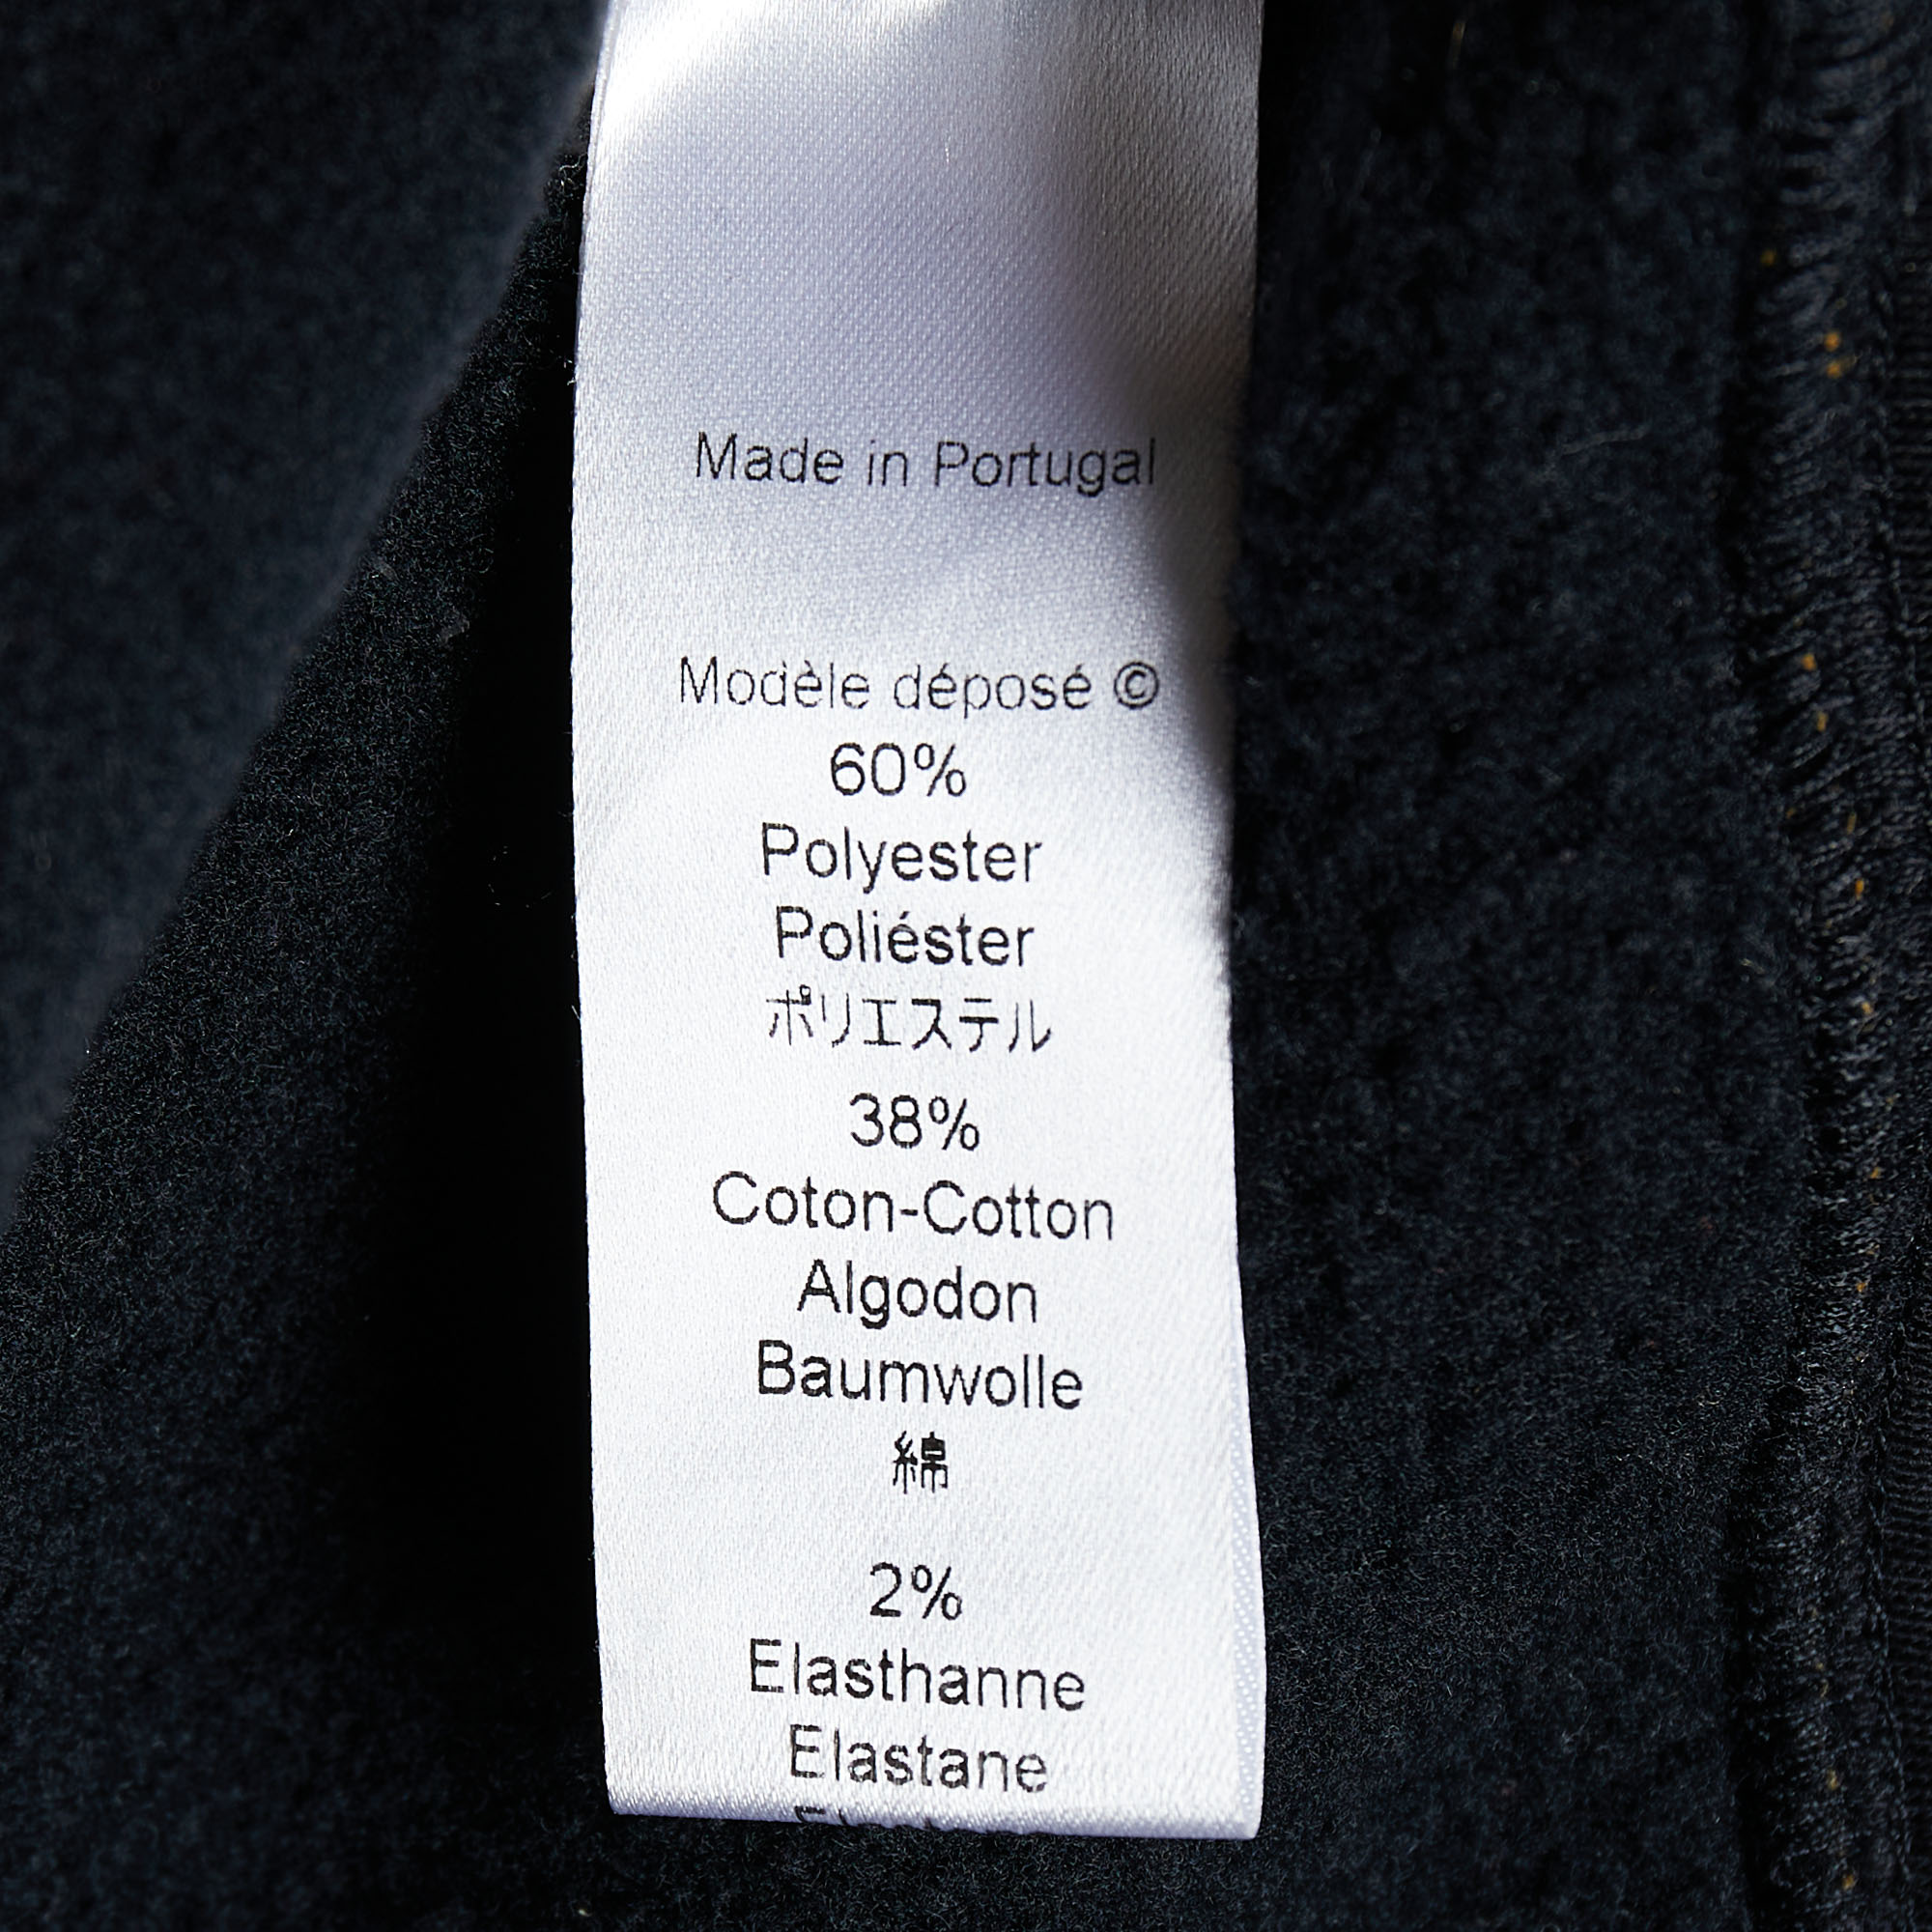 Made in Portugal
Modèle déposé ©
60%
Polyester
Poliéster
ポリエステル
38%
Coton-Cotton
Algodon
Baumwolle
綿
2%
Elasthanne
Elastane